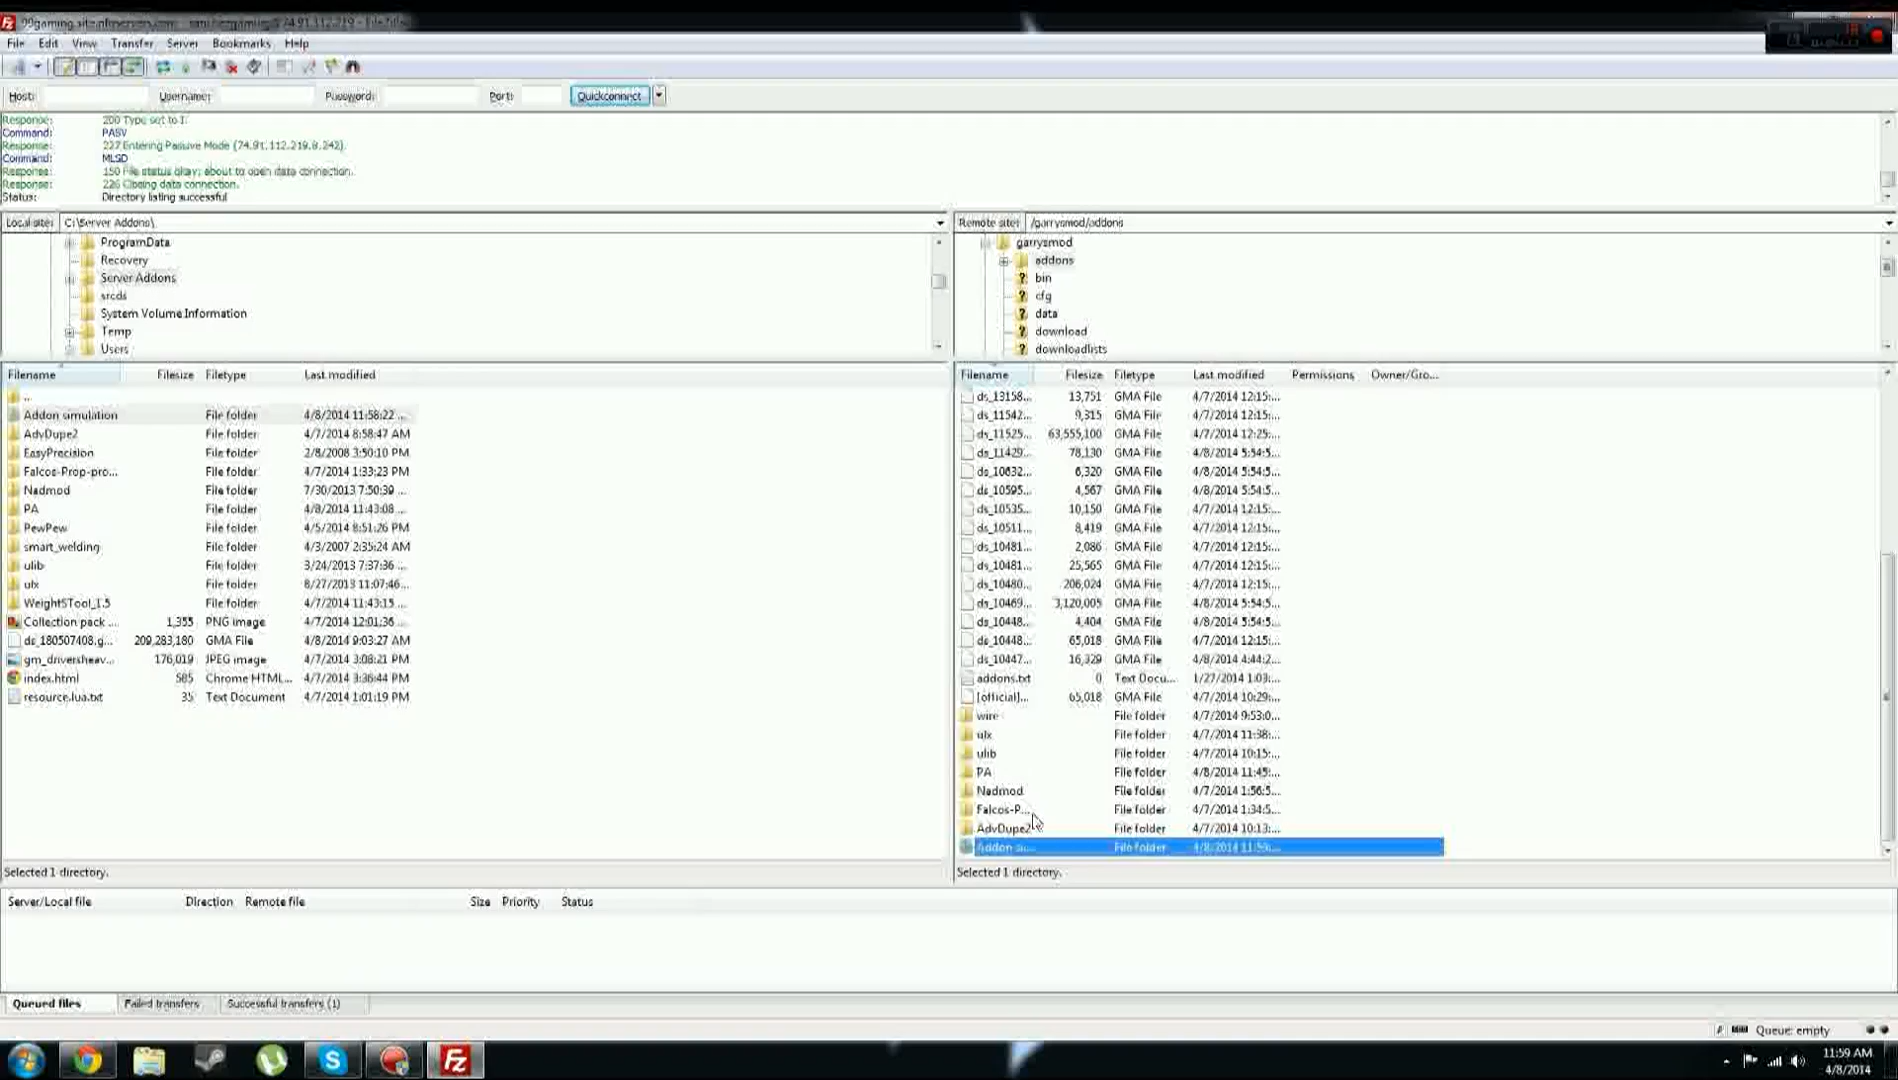 File Edit View Transfer Server Bookmarks Help
Host: Username: Password: Port: Quickconnect
Response: 200 Type set to I.
Command: PASV
Response: 227 Entering Passive Mode (74,91,112,219,8,242).
Command: MLSD
Response: 150 File status okay; about to open data connection.
Response: 226 Closing data connection.
Status: Directory listing successful
Local site: C:\Server Addons\
Remote site: /garrysmod/addons
ProgramData
Recovery
Server Addons
srcds
System Volume Information
Temp
Users
garrysmod
addons
bin
cfg
data
download
downloadlists
Filename Filesize Filetype Last modified
..
Addon simulation File folder 4/8/2014 11:58:22 ...
AdvDupe2 File folder 4/7/2014 8:58:47 AM
EasyPrecision File folder 2/8/2008 3:50:10 PM
Falcos-Prop-pro... File folder 4/7/2014 1:33:23 PM
Nadmod File folder 7/30/2013 7:50:39 ...
PA File folder 4/8/2014 11:43:08 ...
PewPew File folder 4/5/2014 8:51:26 PM
smart_welding File folder 4/3/2007 2:35:24 AM
ulib File folder 3/24/2013 7:37:36 ...
ulx File folder 8/27/2013 11:07:46...
WeightSTool_1.5 File folder 4/7/2014 11:43:15 ...
Collection pack ... 1,355 PNG image 4/7/2014 12:01:36 ...
ds_180507408.g... 209,283,180 GMA File 4/8/2014 9:03:27 AM
gm_driversheav... 176,019 JPEG image 4/7/2014 3:08:21 PM
index.html 585 Chrome HTML... 4/7/2014 3:36:44 PM
resource.lua.txt 35 Text Document 4/7/2014 1:01:19 PM
Selected 1 directory.
Filename Filesize Filetype Last modified Permissions Owner/Gro...
ds_13158... 13,751 GMA File 4/7/2014 12:15:...
ds_11542... 9,315 GMA File 4/7/2014 12:15:...
ds_11525... 63,555,100 GMA File 4/7/2014 12:25:...
ds_11429... 78,130 GMA File 4/8/2014 5:54:5...
ds_10632... 6,320 GMA File 4/8/2014 5:54:5...
ds_10595... 4,567 GMA File 4/8/2014 5:54:5...
ds_10535... 10,150 GMA File 4/7/2014 12:15:...
ds_10511... 8,419 GMA File 4/7/2014 12:15:...
ds_10481... 2,086 GMA File 4/7/2014 12:15:...
ds_10481... 25,565 GMA File 4/7/2014 12:15:...
ds_10480... 206,024 GMA File 4/7/2014 12:15:...
ds_10469... 3,120,005 GMA File 4/8/2014 5:54:5...
ds_10448... 4,404 GMA File 4/8/2014 5:54:5...
ds_10448... 65,018 GMA File 4/7/2014 12:15:...
ds_10447... 16,329 GMA File 4/8/2014 4:44:2...
addons.txt 0 Text Docu... 1/27/2014 1:03:...
[official]... 65,018 GMA File 4/7/2014 10:29:...
wire File folder 4/7/2014 9:53:0...
ulx File folder 4/7/2014 11:38:...
ulib File folder 4/7/2014 10:15:...
PA File folder 4/8/2014 11:45:...
Nadmod File folder 4/7/2014 1:56:5...
Falcos-P... File folder 4/7/2014 1:34:5...
AdvDupe2 File folder 4/7/2014 10:13:...
Addon si... File folder 4/8/2014 11:59:...
Selected 1 directory.
Server/Local file Direction Remote file Size Priority Status
Queued files Failed transfers Successful transfers (1)
Queue: empty
11:59 AM
4/8/2014